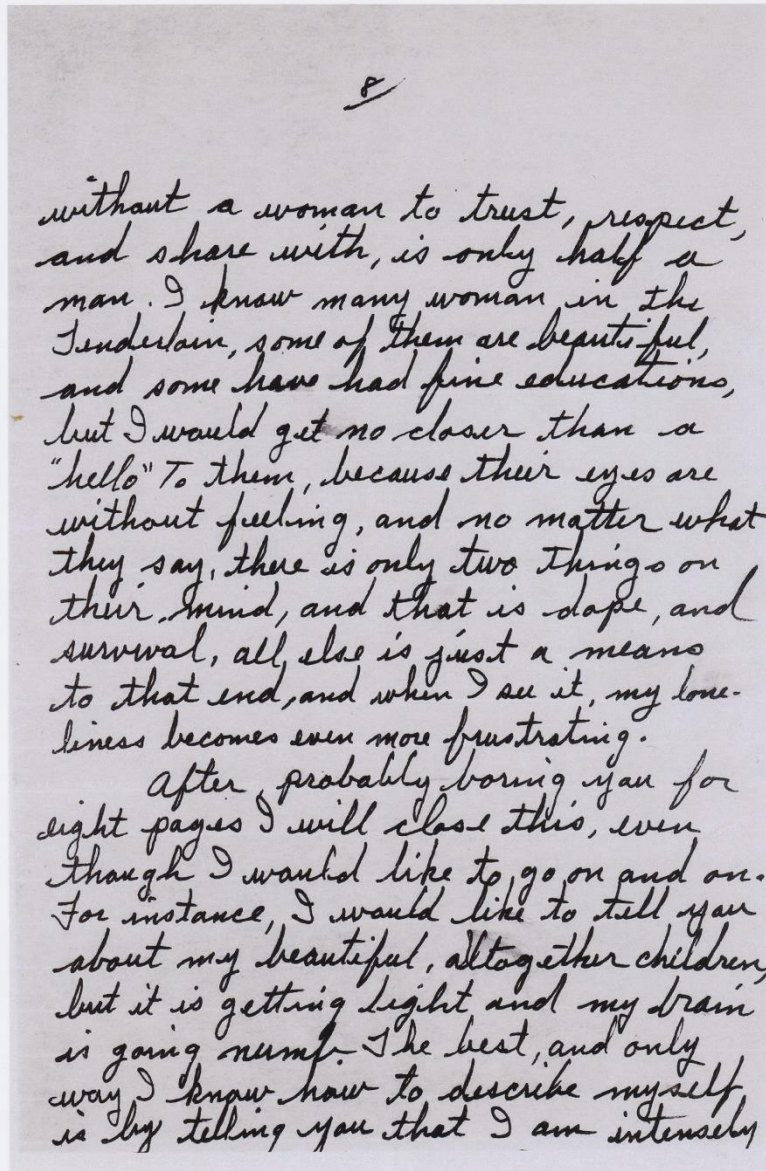 8
without a woman to trust, respect,
and share with, is only half a
man. I know many woman in the
Tenderloin, some of them are beautiful,
and some have had fine educations,
but I would get no closer than a
"hello" To them, because their eyes are
without feeling, and no matter what
they say, there is only two things on
their mind, and that is dope, and
survival, all else is just a means
to that end, and when I see it, my lone-
liness becomes even more frustrating.
After, probably boring you for
eight pages I will close this, even
though I would like to go on and on.
For instance, I would like to tell you
about my beautiful, altogether children,
but it is getting light and my brain
is going numb. The best, and only
way I know how to describe myself
is by telling you that I am intensely